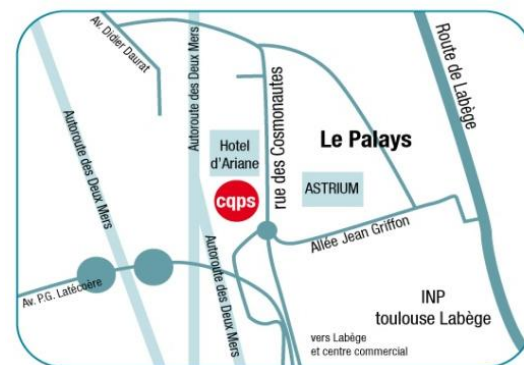 Av. Didier Daurat
Autoroute des Deux Mers
Autoroute des Deux Mers
Route de Labège
Hotel
d'Ariane
rue des Cosmonautes
Le Palays
cqps
ASTRIUM
Autoroute des Deux Mers
Allée Jean Griffon
Av. P.G. Latécoère
INP
toulouse Labège
vers Labège
et centre commercial